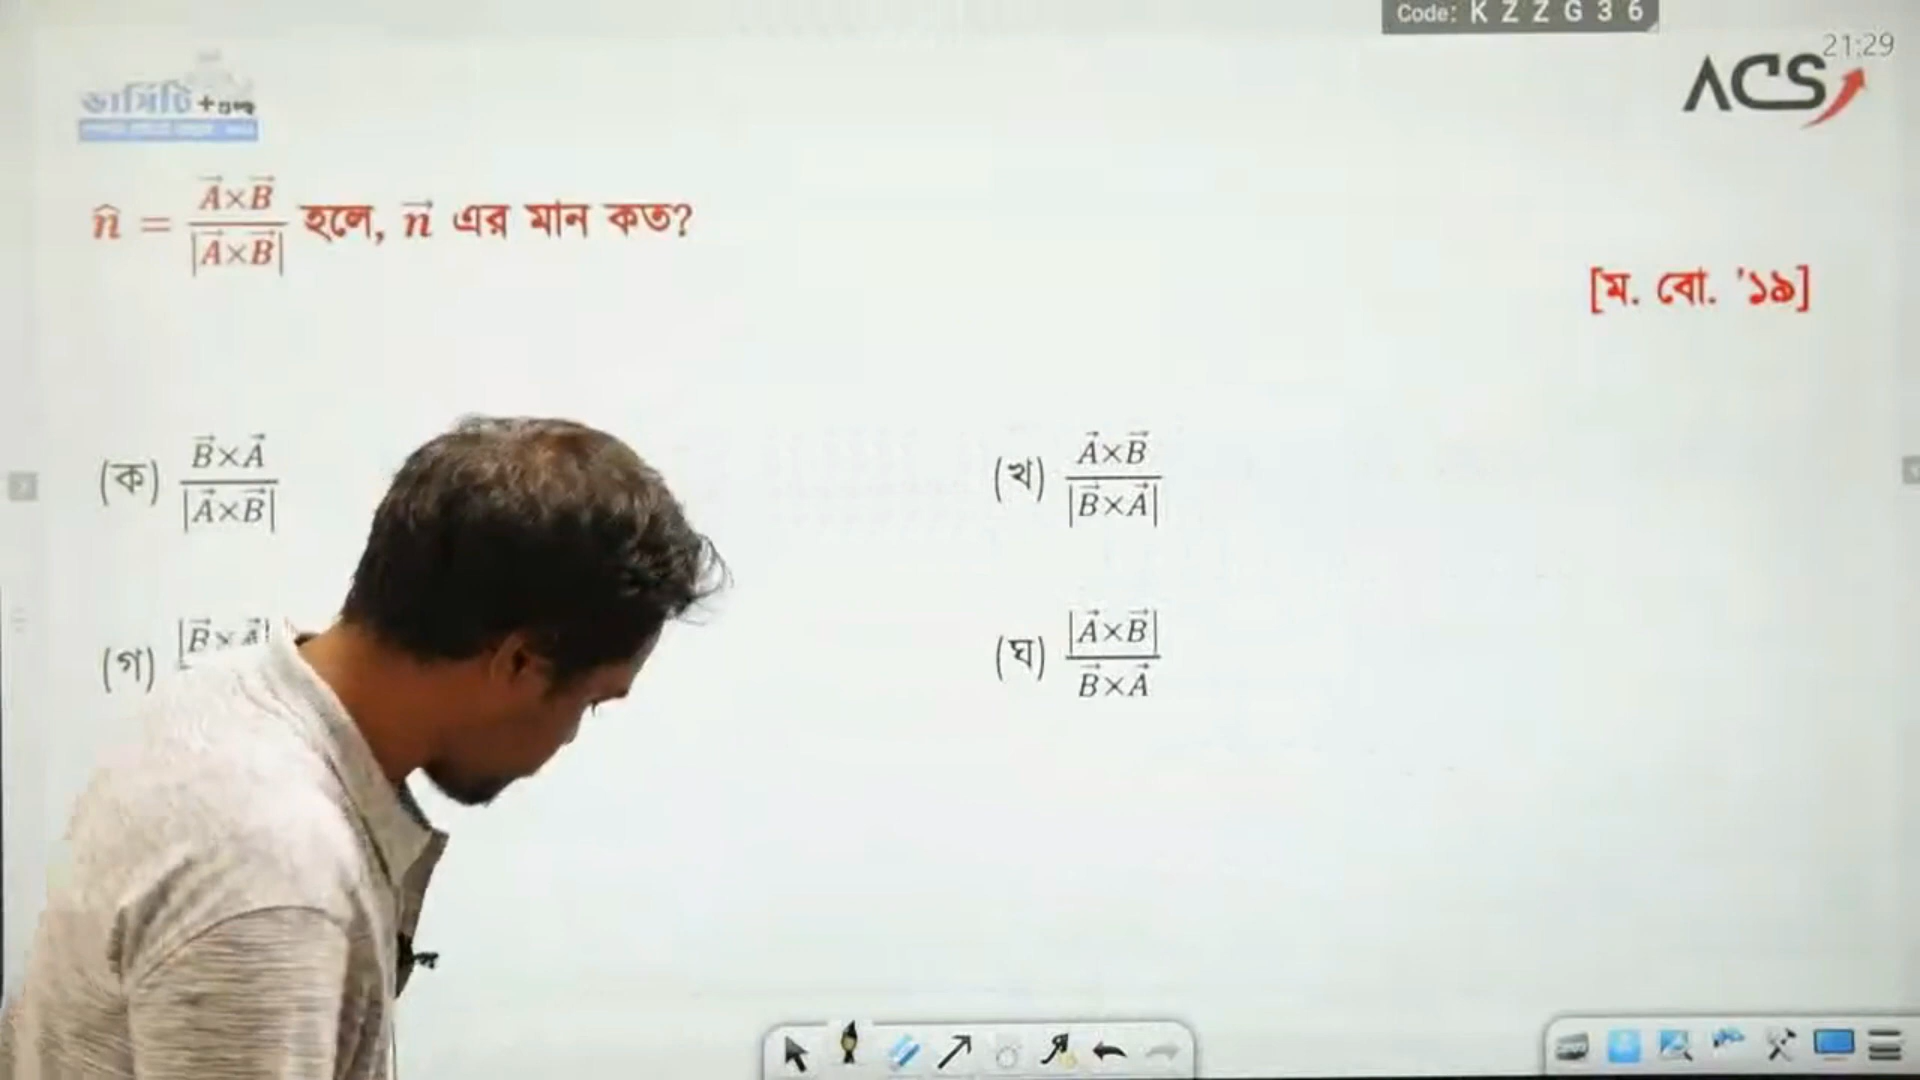 Code: K Z Z G 3 6
21:29
ACS
ভার্সিটি +
n̂ = (A⃗×B⃗)/|A⃗×B⃗| হলে, n⃗ এর মান কত?
[ম. বো. '১৯]
(ক) (B⃗×A⃗)/|A⃗×B⃗|
(খ) (A⃗×B⃗)/|B⃗×A⃗|
(গ) |B⃗×A⃗|
(ঘ) |A⃗×B⃗|/(B⃗×A⃗)